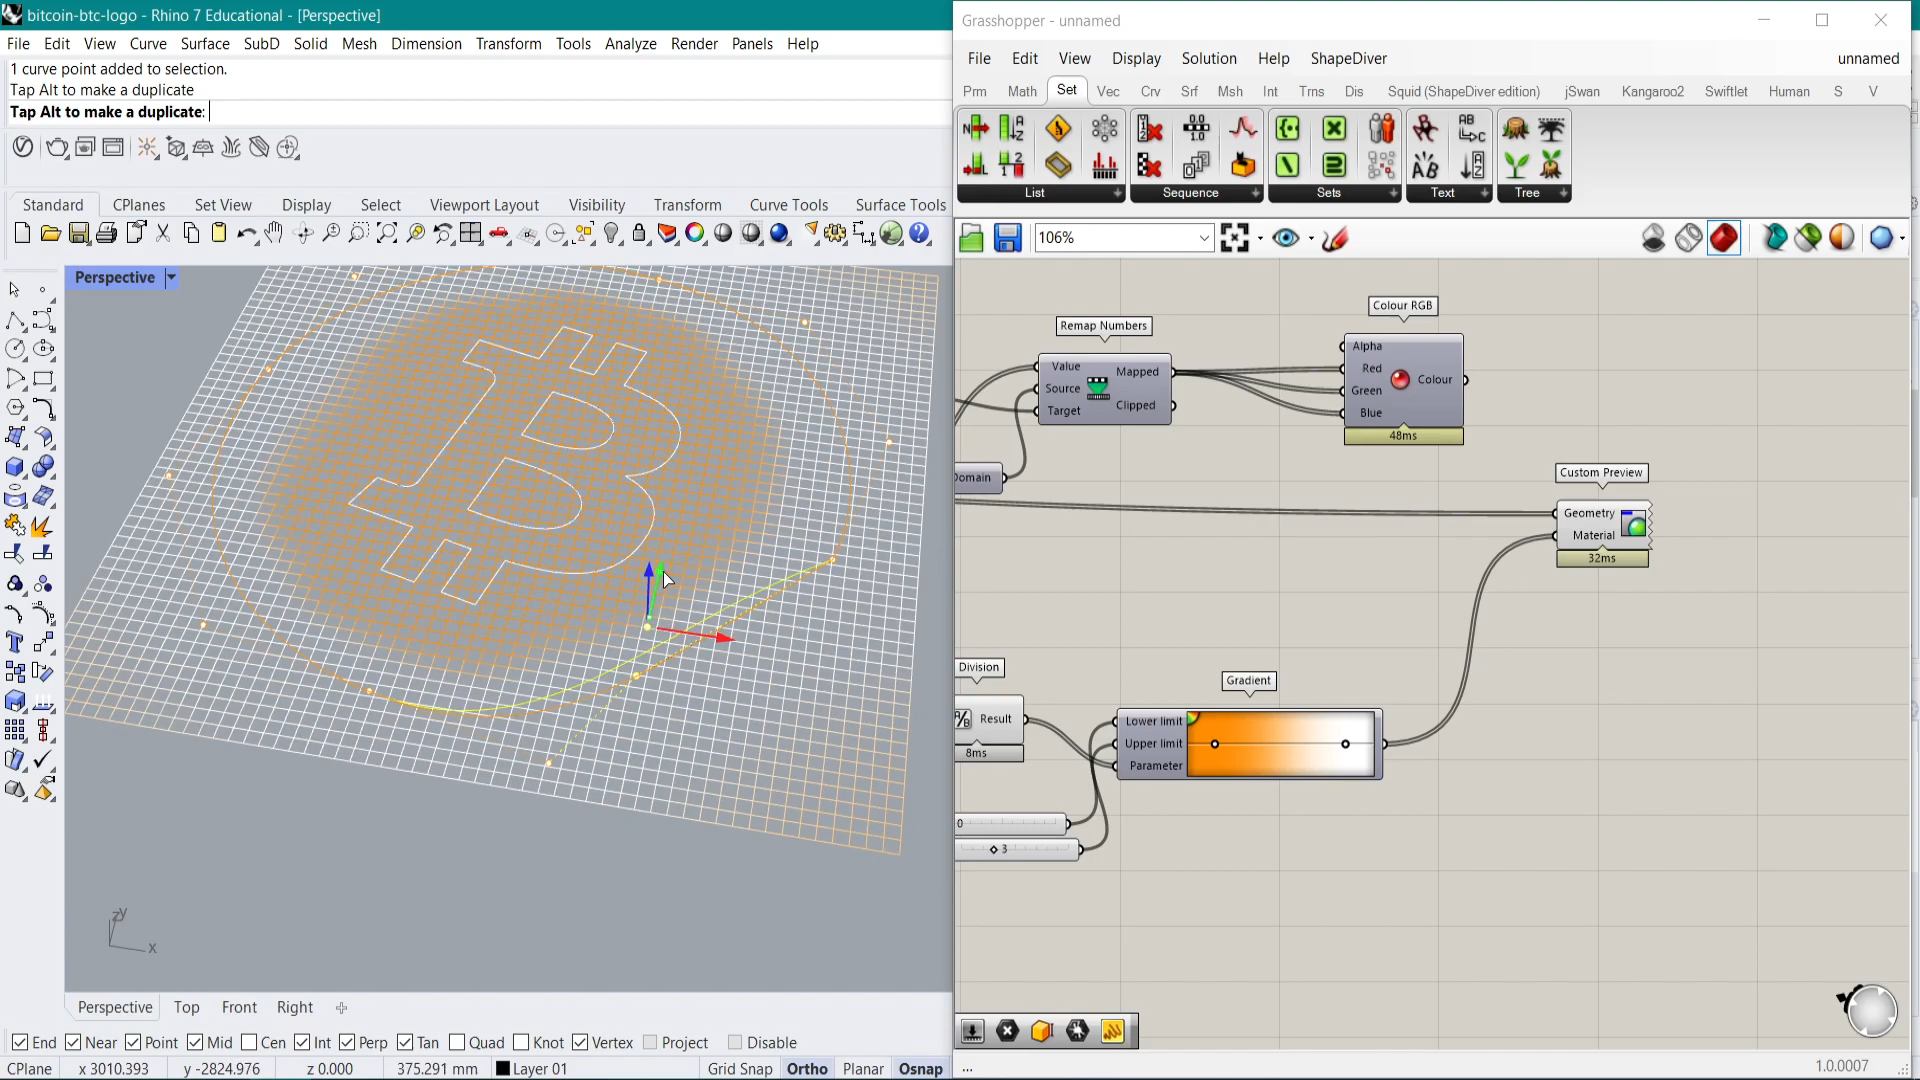 bitcoin-btc-logo - Rhino 7 Educational - [Perspective]
File Edit View Curve Surface SubD Solid Mesh Dimension Transform Tools Analyze Render Panels Help
1 curve point added to selection.
Tap Alt to make a duplicate
Tap Alt to make a duplicate:
Standard CPlanes Set View Display Select Viewport Layout Visibility Transform Curve Tools Surface Tools
Perspective
zy
x
Perspective Top Front Right
End Near Point Mid Cen Int Perp Tan Quad Knot Vertex Project Disable
CPlane x 3010.393 y -2824.976 z 0.000 375.291 mm Layer 01 Grid Snap Ortho Planar Osnap
Grasshopper - unnamed
File Edit View Display Solution Help ShapeDiver unnamed
Prm Math Set Vec Crv Srf Msh Int Trns Dis Squid (ShapeDiver edition) jSwan Kangaroo2 Swiftlet Human S V
List Sequence Sets Text Tree
106%
Colour RGB
Remap Numbers
Alpha
Red
Green
Blue
Colour
48ms
Value
Source
Target
Mapped
Clipped
Domain
Custom Preview
Geometry
Material
32ms
Division
Result
8ms
Gradient
Lower limit
Upper limit
Parameter
0
3
...
1.0.0007